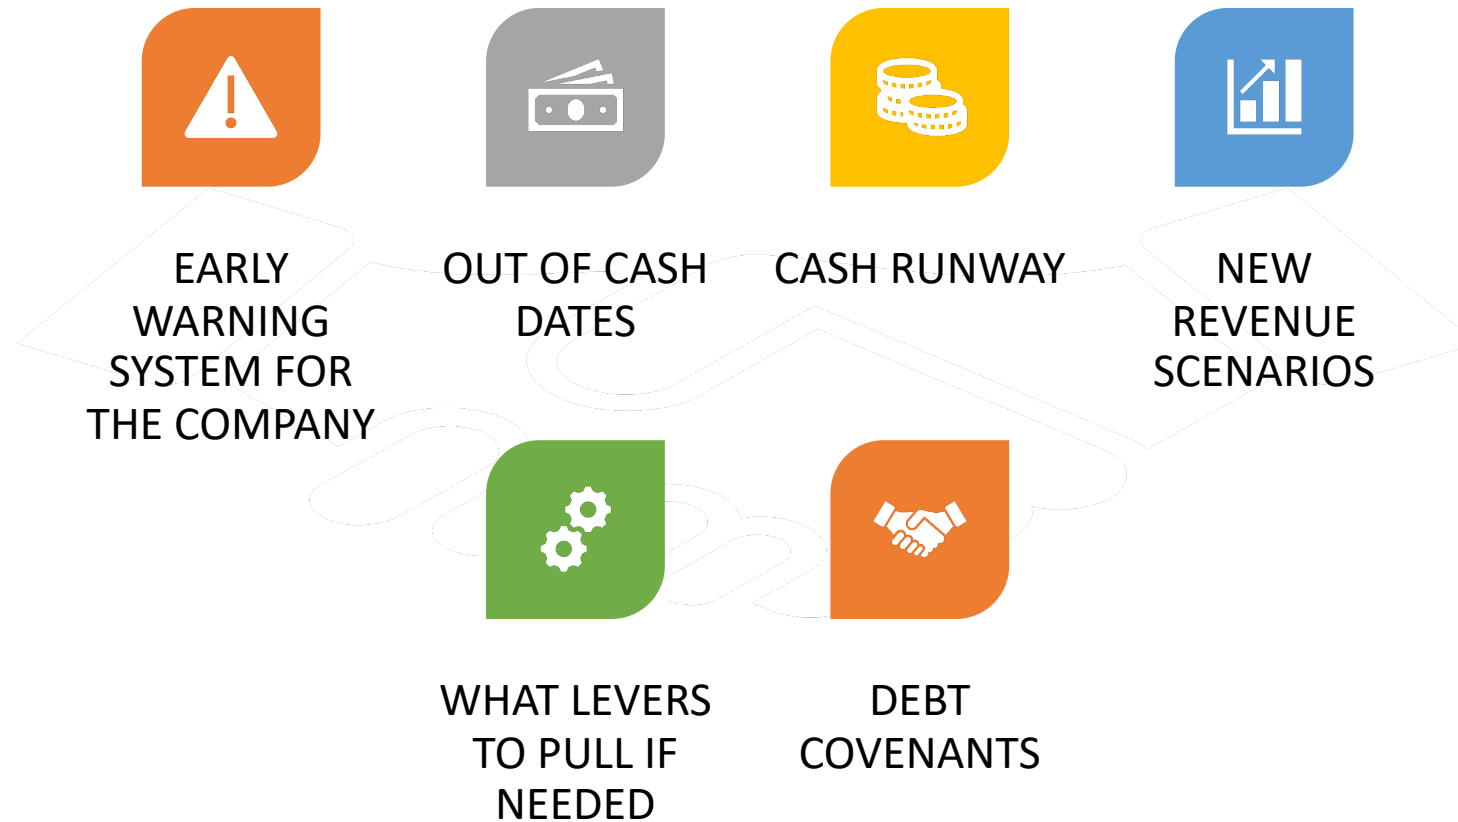 EARLY
WARNING
SYSTEM FOR
THE COMPANY
OUT OF CASH
DATES
CASH RUNWAY
NEW
REVENUE
SCENARIOS
WHAT LEVERS
TO PULL IF
NEEDED
DEBT
COVENANTS